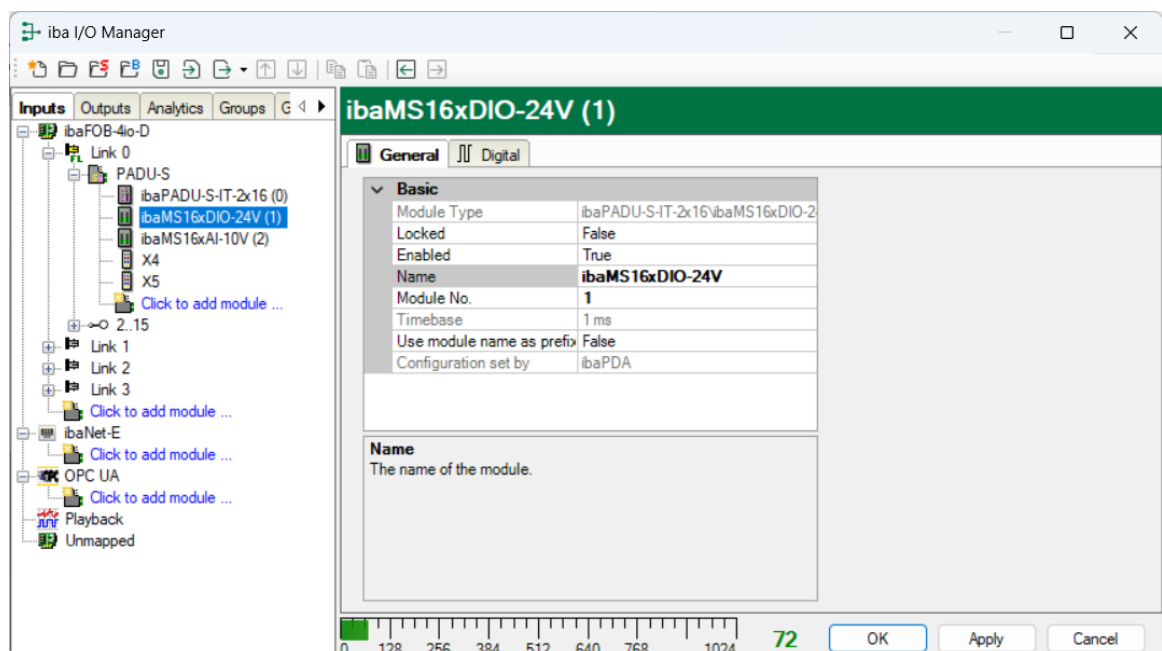 iba I/O Manager
Inputs Outputs Analytics Groups G
ibaFOB-4io-D
Link 0
PADU-S
ibaPADU-S-IT-2x16 (0)
ibaMS16xDIO-24V (1)
ibaMS16xAI-10V (2)
X4
X5
Click to add module ...
2..15
Link 1
Link 2
Link 3
Click to add module ...
ibaNet-E
Click to add module ...
OPC UA
Click to add module ...
Playback
Unmapped
ibaMS16xDIO-24V (1)
General Digital
Basic
Module Type ibaPADU-S-IT-2x16\ibaMS16xDIO-2
Locked False
Enabled True
Name ibaMS16xDIO-24V
Module No. 1
Timebase 1 ms
Use module name as prefix False
Configuration set by ibaPDA
Name
The name of the module.
0 128 256 384 512 640 768 1024 72
OK Apply Cancel